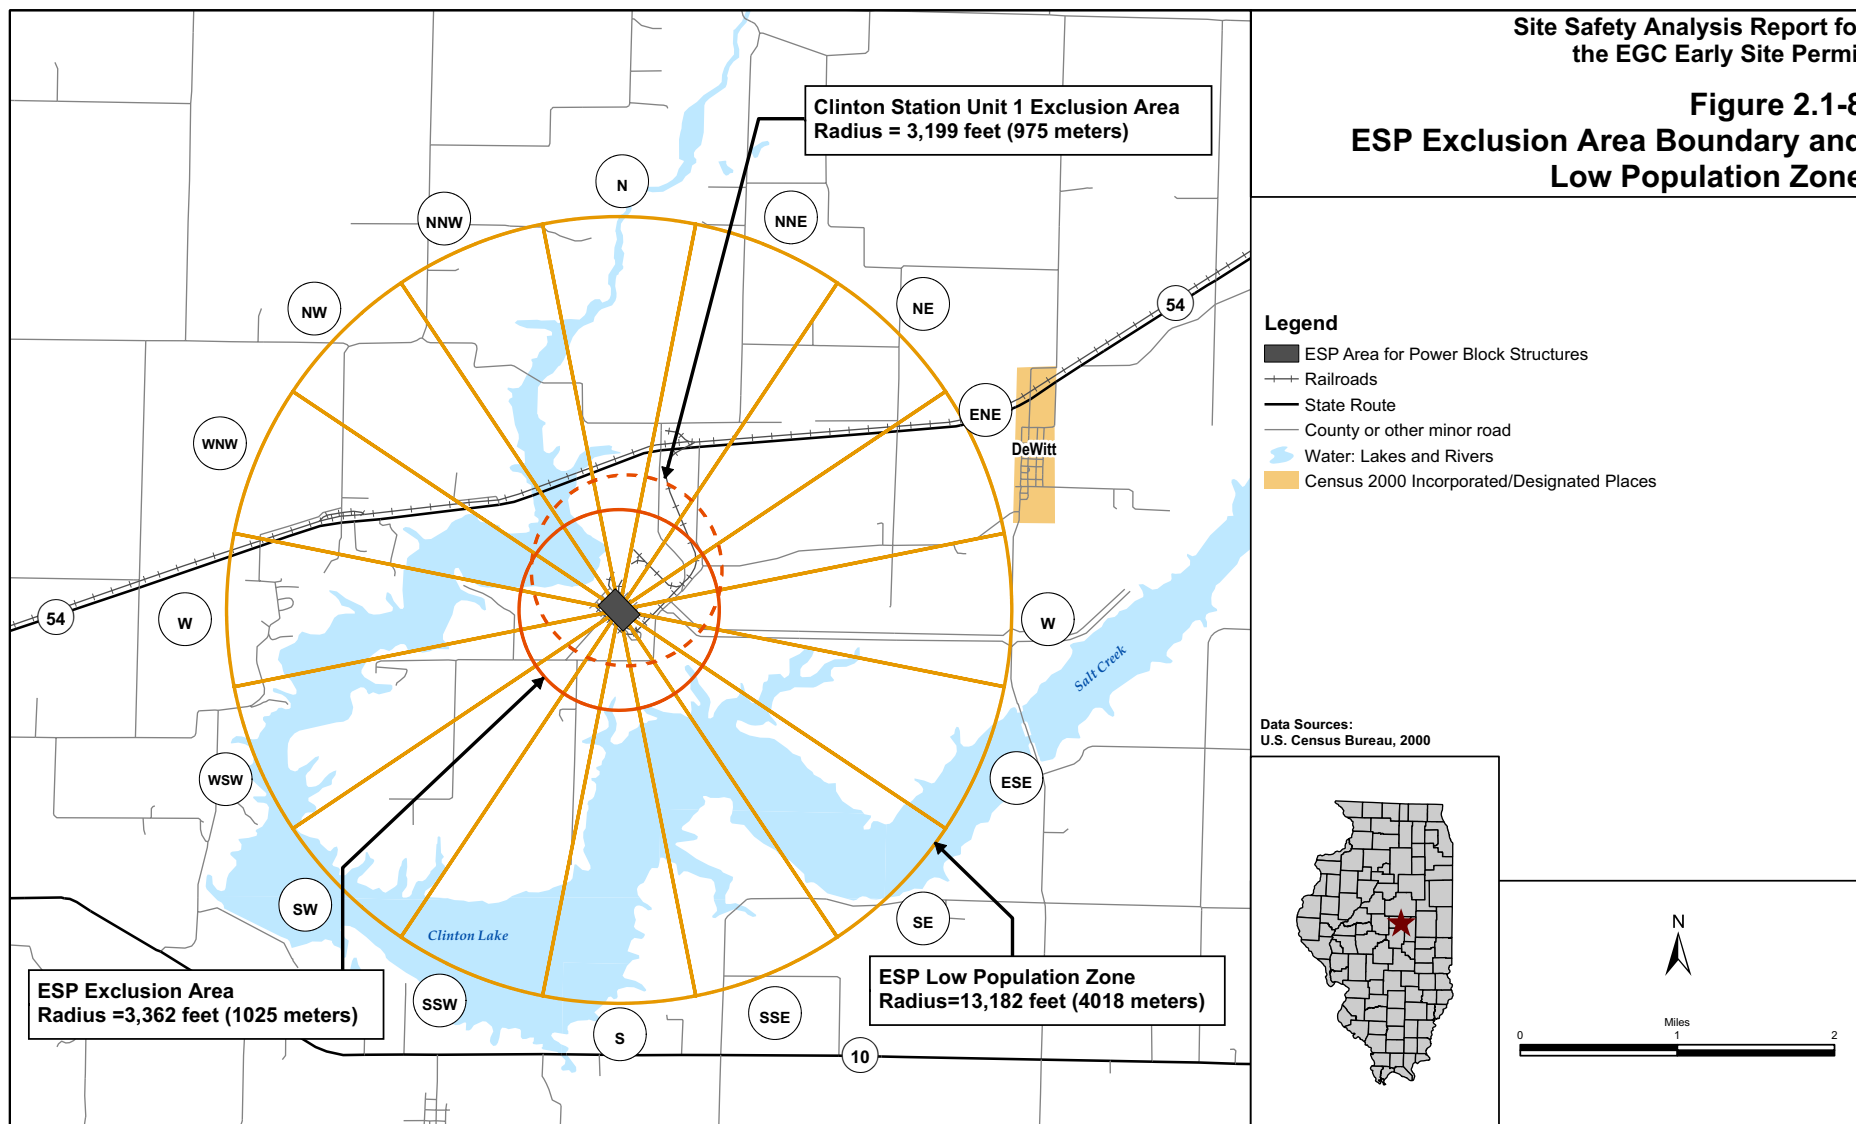 Site Safety Analysis Report fo
the EGC Early Site Permi
Figure 2.1-8
ESP Exclusion Area Boundary and
Low Population Zone
Clinton Station Unit 1 Exclusion Area
Radius = 3,199 feet (975 meters)
N
NNW
NNE
NW
NE
54
ENE
WNW
DeWitt
W
54
W
Salt Creek
WSW
ESE
SW
SE
Clinton Lake
ESP Exclusion Area
Radius =3,362 feet (1025 meters)
SSW
S
SSE
ESP Low Population Zone
Radius=13,182 feet (4018 meters)
10
Legend
ESP Area for Power Block Structures
Railroads
State Route
County or other minor road
Water: Lakes and Rivers
Census 2000 Incorporated/Designated Places
Data Sources:
U.S. Census Bureau, 2000
N
Miles
0 1 2